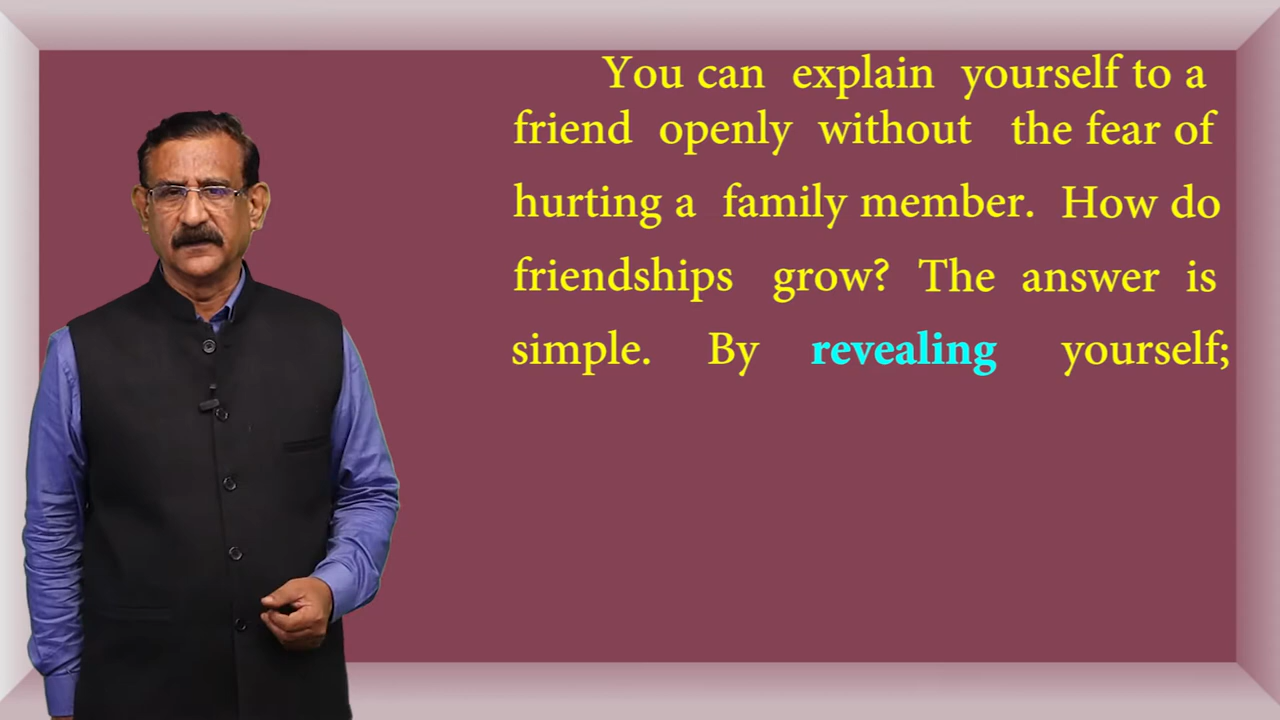 You can explain yourself to a
friend openly without the fear of
hurting a family member. How do
friendships grow? The answer is
simple. By revealing yourself;